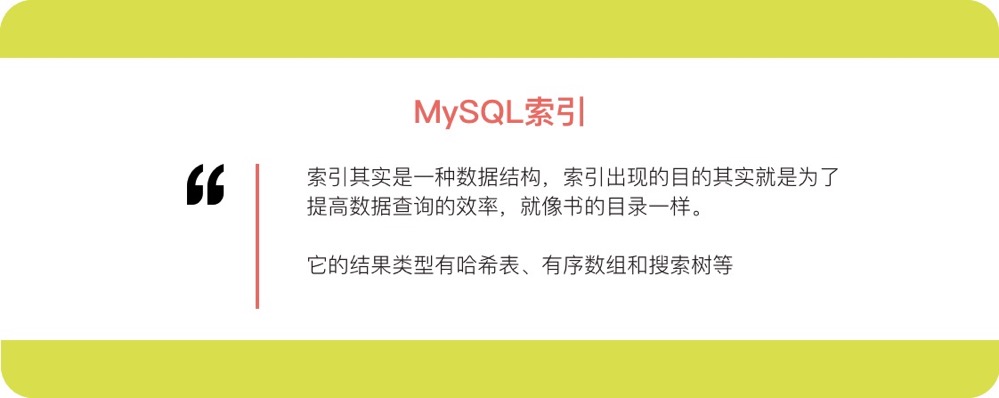 MySQL索引
“
索引其实是一种数据结构，索引出现的目的其实就是为了
提高数据查询的效率，就像书的目录一样。
它的结果类型有哈希表、有序数组和搜索树等